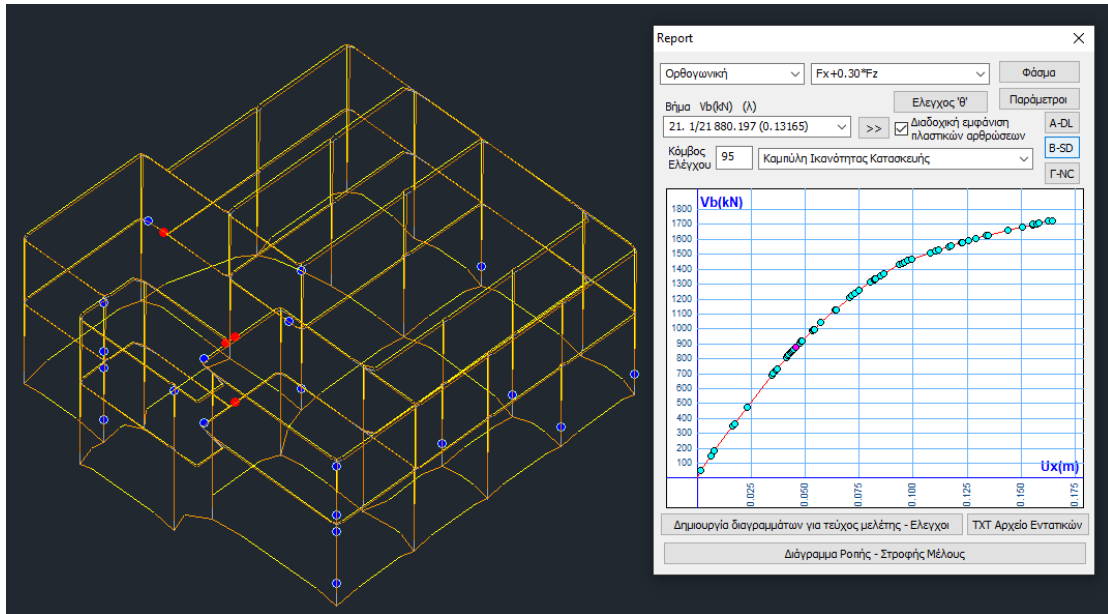 Report
Ορθογωνική Fx+0.30*Fz Φάσμα
Βήμα Vb(kN) (λ) Ελεγχος 'θ' Παράμετροι
21. 1/21 880.197 (0.13165) >> Διαδοχική εμφάνιση πλαστικών αρθρώσεων A-DL
B-SD
Κόμβος Ελέγχου 95 Καμπύλη Ικανότητας Κατασκευής
Γ-NC
Vb(kN)
1800
1700
1600
1500
1400
1300
1200
1100
1000
900
800
700
600
500
400
300
200
100
Ux(m)
0.025 0.050 0.075 0.100 0.125 0.150 0.175
Δημιουργία διαγραμμάτων για τεύχος μελέτης - Ελεγχοι TXT Αρχείο Εντατικών
Διάγραμμα Ροπής - Στροφής Μέλους